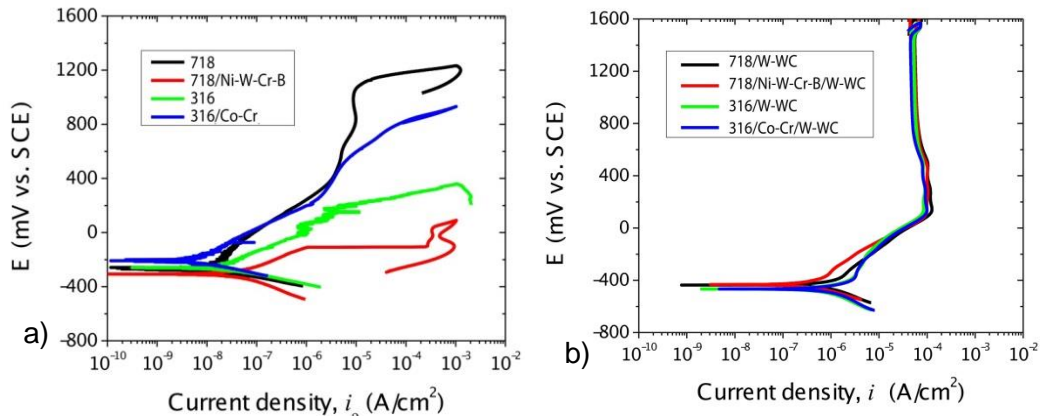 a)
1600
1200
800
400
0
-400
-800
E (mV vs. SCE)
718
718/Ni-W-Cr-B
316
316/Co-Cr
10⁻¹⁰ 10⁻⁹ 10⁻⁸ 10⁻⁷ 10⁻⁶ 10⁻⁵ 10⁻⁴ 10⁻³ 10⁻²
Current density, i (A/cm²)
b)
1600
1200
800
400
0
-400
-800
E (mV vs. SCE)
718/W-WC
718/Ni-W-Cr-B/W-WC
316/W-WC
316/Co-Cr/W-WC
10⁻¹⁰ 10⁻⁹ 10⁻⁸ 10⁻⁷ 10⁻⁶ 10⁻⁵ 10⁻⁴ 10⁻³ 10⁻²
Current density, i (A/cm²)